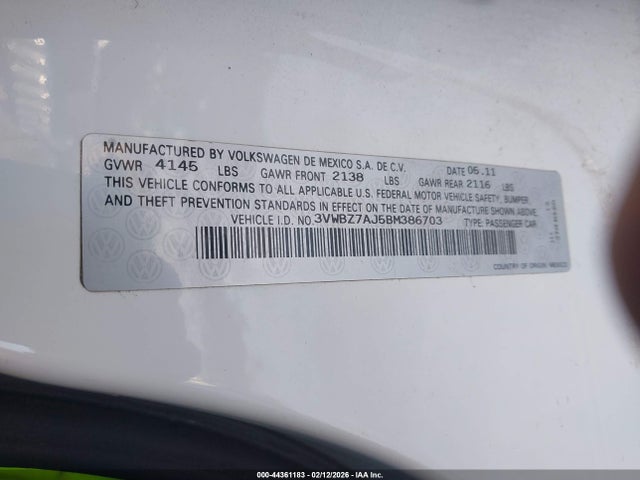 MANUFACTURED BY VOLKSWAGEN DE MEXICO S.A. DE C.V. DATE 05.11
GVWR 4145 LBS GAWR FRONT 2138 LBS GAWR REAR 2116 LBS
THIS VEHICLE CONFORMS TO ALL APPLICABLE U.S. FEDERAL MOTOR VEHICLE SAFETY, BUMPER
AND THEFT PREVENTION STANDARDS IN EFFECT ON THE DATE OF MANUFACTURE SHOWN ABOVE.
VEHICLE I.D. NO. 3VWBZ7AJ5BM386703 TYPE: PASSENGER CAR
COUNTRY OF ORIGIN: MEXICO
000-44361183 - 02/12/2026 - IAA Inc.